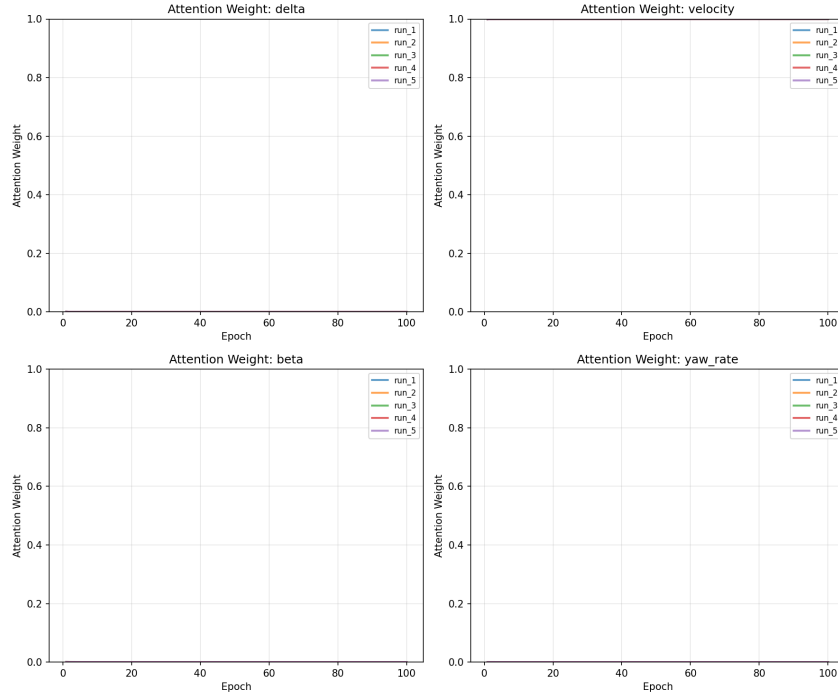 Attention Weight: delta
1.0
0.8
0.6
0.4
0.2
0.0
Attention Weight
0 20 40 60 80 100
Epoch
run_1
run_2
run_3
run_4
run_5
Attention Weight: velocity
1.0
0.8
0.6
0.4
0.2
0.0
Attention Weight
0 20 40 60 80 100
Epoch
run_1
run_2
run_3
run_4
run_5
Attention Weight: beta
1.0
0.8
0.6
0.4
0.2
0.0
Attention Weight
0 20 40 60 80 100
Epoch
run_1
run_2
run_3
run_4
run_5
Attention Weight: yaw_rate
1.0
0.8
0.6
0.4
0.2
0.0
Attention Weight
0 20 40 60 80 100
Epoch
run_1
run_2
run_3
run_4
run_5